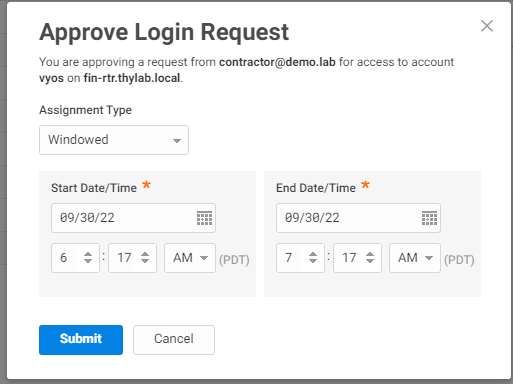 Approve Login Request
You are approving a request from contractor@demo.lab for access to account
vyos on fin-rtr.thylab.local.
Assignment Type
Windowed
Start Date/Time *
End Date/Time *
09/30/22
09/30/22
6 : 17 AM (PDT)
7 : 17 AM (PDT)
Submit
Cancel